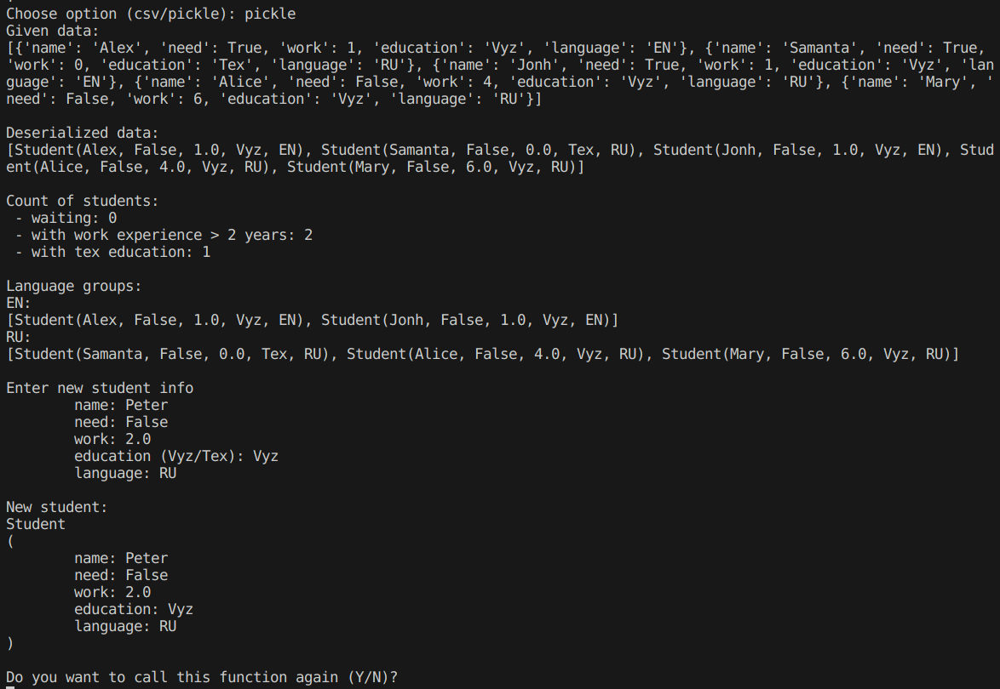 Choose option (csv/pickle): pickle
Given data:
[{'name': 'Alex', 'need': True, 'work': 1, 'education': 'Vyz', 'language': 'EN'}, {'name': 'Samanta', 'need': True,
'work': 0, 'education': 'Tex', 'language': 'RU'}, {'name': 'Jonh', 'need': True, 'work': 1, 'education': 'Vyz', 'lan
guage': 'EN'}, {'name': 'Alice', 'need': False, 'work': 4, 'education': 'Vyz', 'language': 'RU'}, {'name': 'Mary', '
need': False, 'work': 6, 'education': 'Vyz', 'language': 'RU'}]
Deserialized data:
[Student(Alex, False, 1.0, Vyz, EN), Student(Samanta, False, 0.0, Tex, RU), Student(Jonh, False, 1.0, Vyz, EN), Stud
ent(Alice, False, 4.0, Vyz, RU), Student(Mary, False, 6.0, Vyz, RU)]
Count of students:
- waiting: 0
- with work experience > 2 years: 2
- with tex education: 1
Language groups:
EN:
[Student(Alex, False, 1.0, Vyz, EN), Student(Jonh, False, 1.0, Vyz, EN)]
RU:
[Student(Samanta, False, 0.0, Tex, RU), Student(Alice, False, 4.0, Vyz, RU), Student(Mary, False, 6.0, Vyz, RU)]
Enter new student info
name: Peter
need: False
work: 2.0
education (Vyz/Tex): Vyz
language: RU
New student:
Student
(
name: Peter
need: False
work: 2.0
education: Vyz
language: RU
)
Do you want to call this function again (Y/N)?